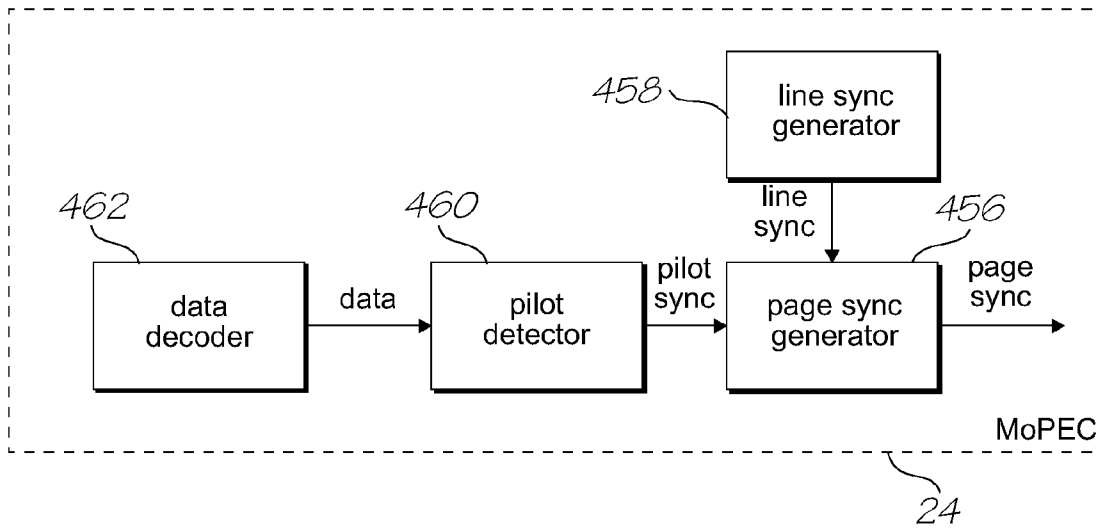 458
line sync
generator
line
sync
462
460
456
data
decoder
data
pilot
detector
pilot
sync
page sync
generator
page
sync
MoPEC
24